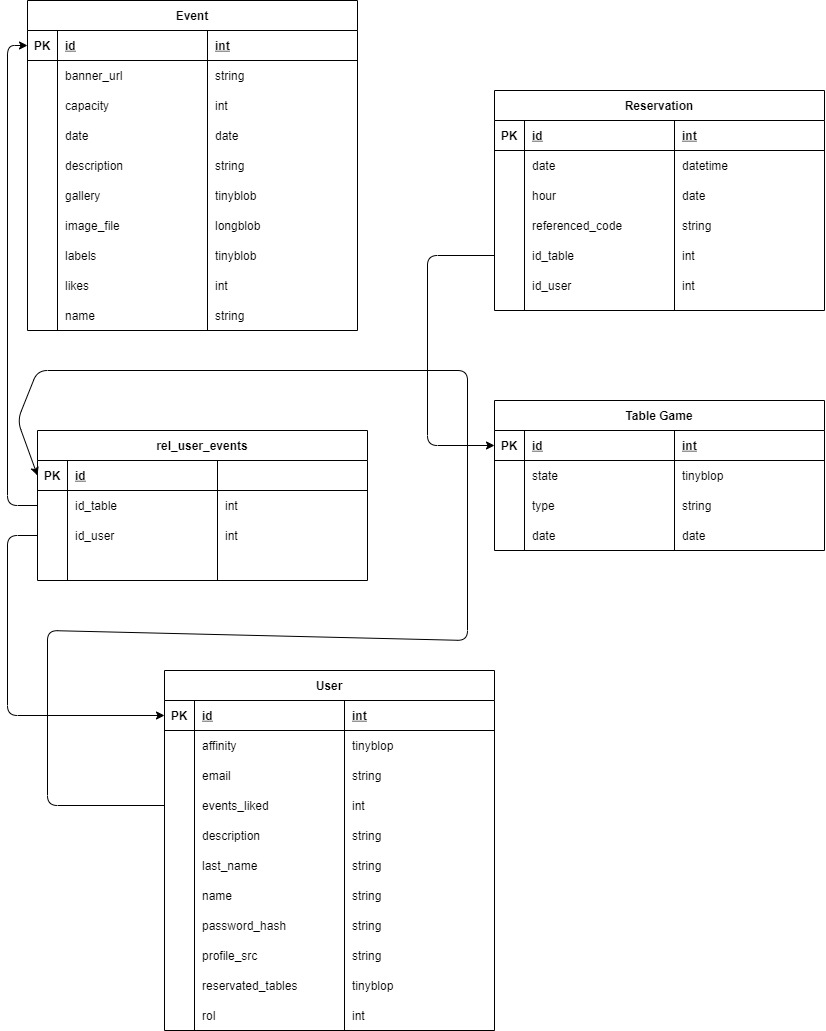 Event
PK id int
banner_url string
capacity int
date date
description string
gallery tinyblob
image_file longblob
labels tinyblob
likes int
name string
Reservation
PK id int
date datetime
hour date
referenced_code string
id_table int
id_user int
rel_user_events
PK id
id_table int
id_user int
Table Game
PK id int
state tinyblop
type string
date date
User
PK id int
affinity tinyblop
email string
events_liked int
description string
last_name string
name string
password_hash string
profile_src string
reservated_tables tinyblop
rol int